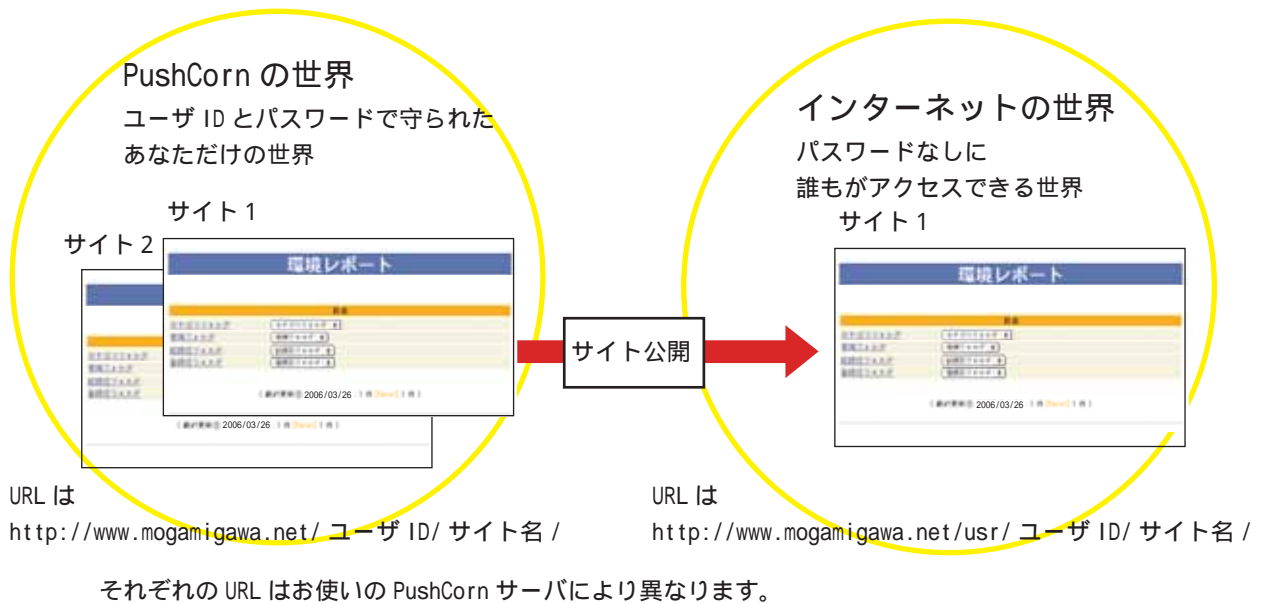 PushCorn の世界
ユーザ ID とパスワードで守られた
あなただけの世界
サイト 1
サイト 2
環境レポート
2006/03/26
2006/03/26
サイト公開
インターネットの世界
パスワードなしに
誰もがアクセスできる世界
サイト 1
環境レポート
2006/03/26
URL は
http://www.mogamigawa.net/ ユーザ ID/ サイト名 /
URL は
http://www.mogamigawa.net/usr/ ユーザ ID/ サイト名 /
それぞれの URL はお使いの PushCorn サーバにより異なります。